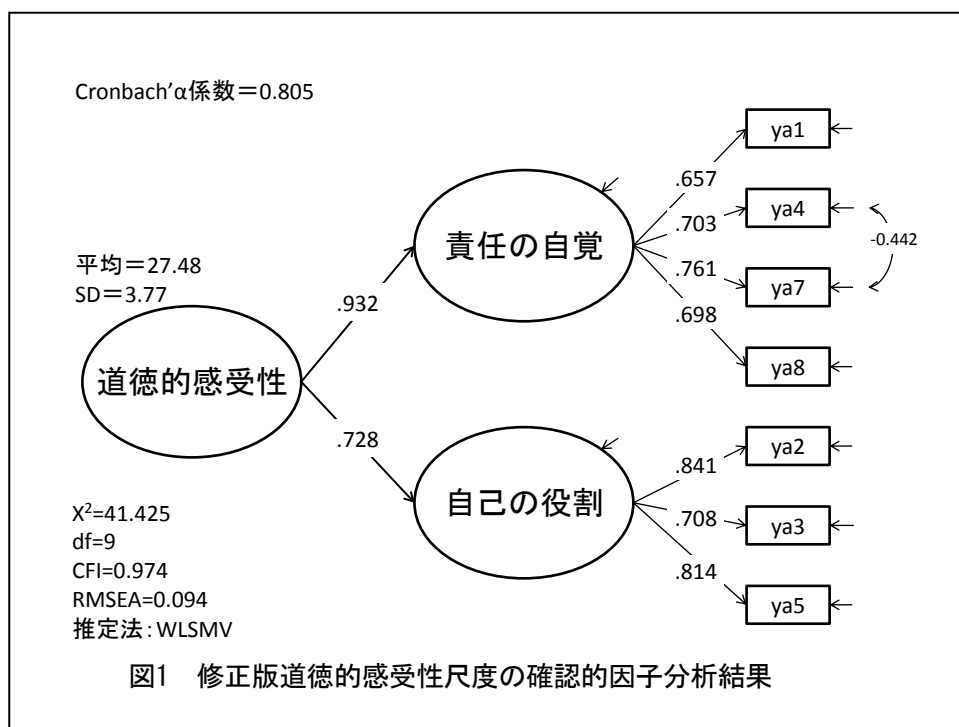 Cronbach'α係数＝0.805
平均＝27.48
SD＝3.77
道徳的感受性
.932
.728
責任の自覚
自己の役割
.657
.703
.761
.698
.841
.708
.814
ya1
ya4
ya7
ya8
ya2
ya3
ya5
-0.442
X²=41.425
df=9
CFI=0.974
RMSEA=0.094
推定法：WLSMV
図1　修正版道徳的感受性尺度の確認的因子分析結果